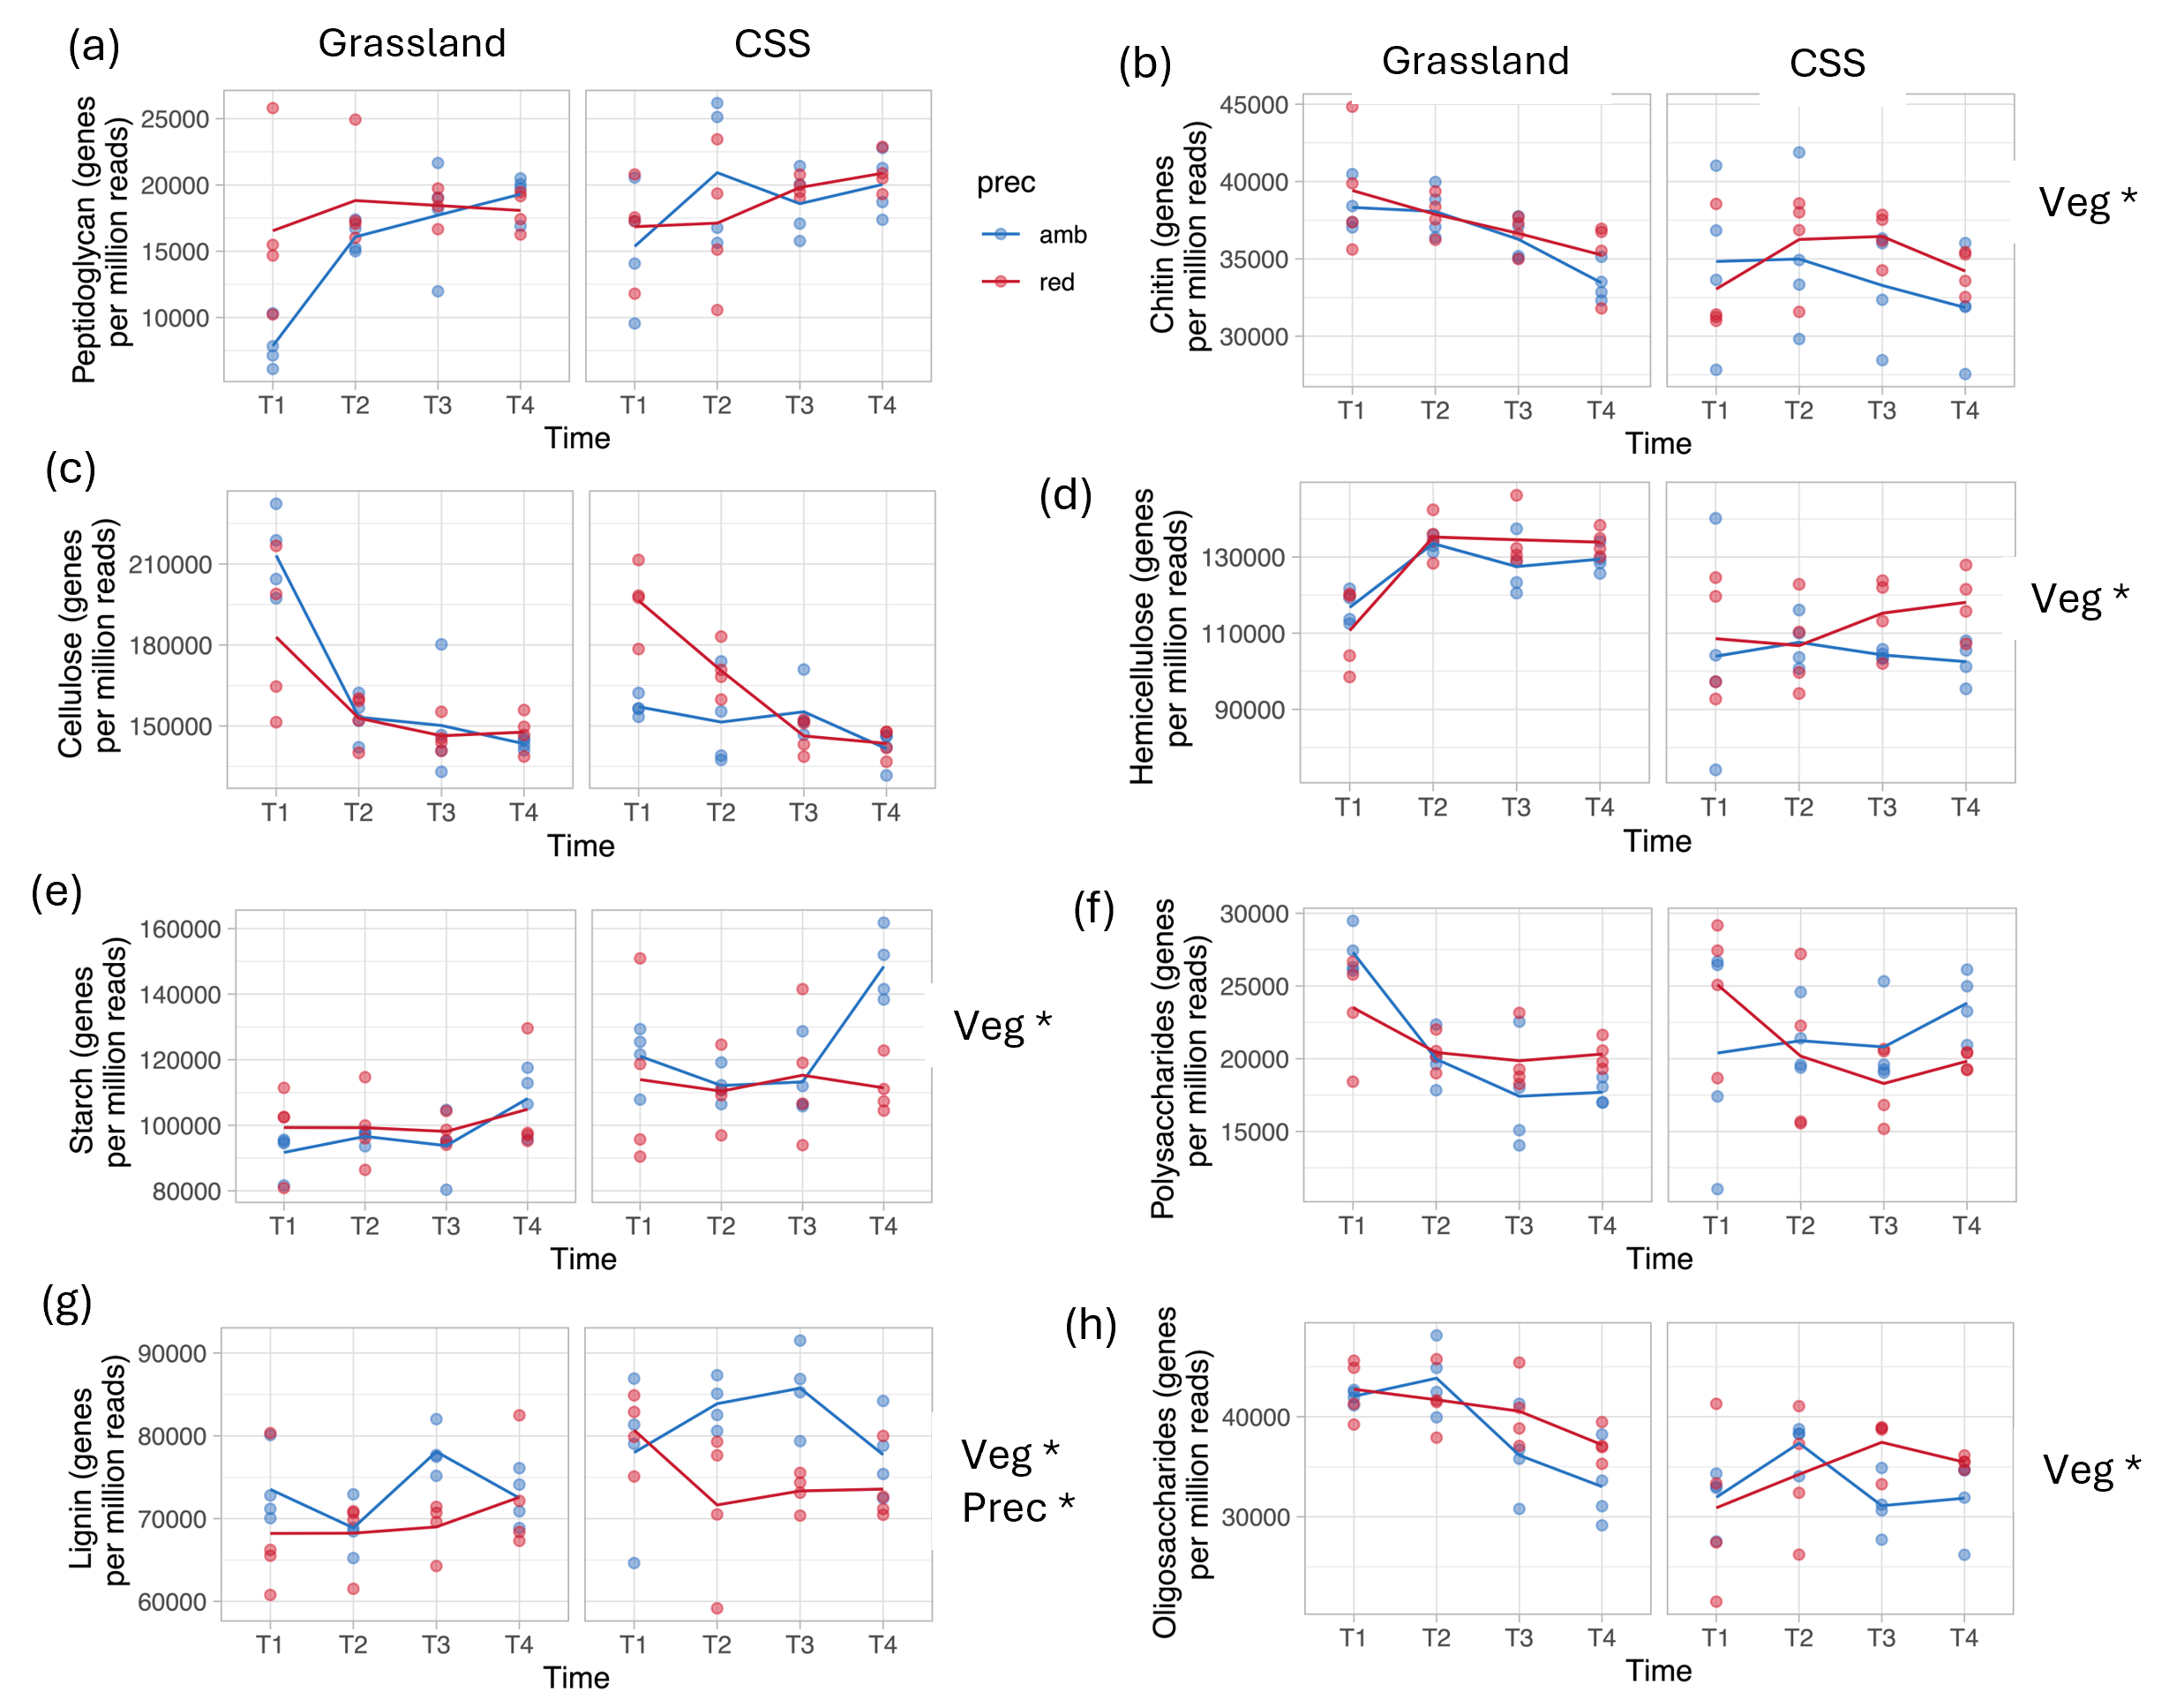 (a)
Grassland
CSS
Peptidoglycan (genes
per million reads)
25000
20000
15000
10000
T1 T2 T3 T4
T1 T2 T3 T4
Time
prec
amb
red
(b)
Grassland
CSS
Chitin (genes
per million reads)
45000
40000
35000
30000
T1 T2 T3 T4
T1 T2 T3 T4
Time
Veg *
(c)
Cellulose (genes
per million reads)
210000
180000
150000
T1 T2 T3 T4
T1 T2 T3 T4
Time
(d)
Hemicellulose (genes
per million reads)
130000
110000
90000
T1 T2 T3 T4
T1 T2 T3 T4
Time
Veg *
(e)
Starch (genes
per million reads)
160000
140000
120000
100000
80000
T1 T2 T3 T4
T1 T2 T3 T4
Time
Veg *
(f)
Polysaccharides (genes
per million reads)
30000
25000
20000
15000
T1 T2 T3 T4
T1 T2 T3 T4
Time
(g)
Lignin (genes
per million reads)
90000
80000
70000
60000
T1 T2 T3 T4
T1 T2 T3 T4
Time
Veg *
Prec *
(h)
Oligosaccharides (genes
per million reads)
40000
30000
T1 T2 T3 T4
T1 T2 T3 T4
Time
Veg *